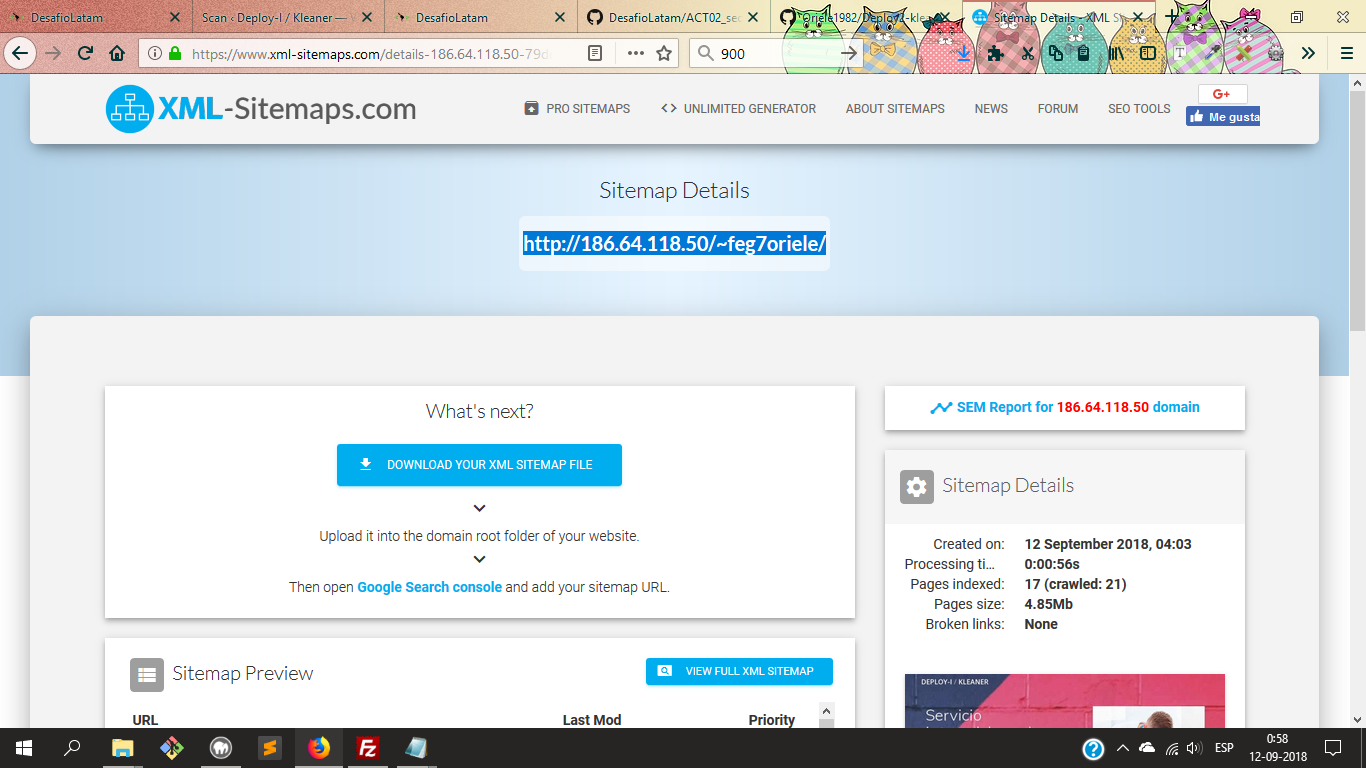 DesafioLatam
Scan ‹ Deploy-I / Kleaner —
DesafioLatam
DesafioLatam/ACT02_sec
Oriele1982/Deploy2-kle
Sitemap Details - XML S
https://www.xml-sitemaps.com/details-186.64.118.50-79d
900
XML-Sitemaps.com
PRO SITEMAPS
UNLIMITED GENERATOR
ABOUT SITEMAPS
NEWS
FORUM
SEO TOOLS
G+
Me gusta
Sitemap Details
http://186.64.118.50/~feg7oriele/
What's next?
DOWNLOAD YOUR XML SITEMAP FILE
Upload it into the domain root folder of your website.
Then open Google Search console and add your sitemap URL.
Sitemap Preview
VIEW FULL XML SITEMAP
URL Last Mod Priority
SEM Report for 186.64.118.50 domain
Sitemap Details
Created on: 12 September 2018, 04:03
Processing ti... 0:00:56s
Pages indexed: 17 (crawled: 21)
Pages size: 4.85Mb
Broken links: None
DEPLOY-I / KLEANER
Servicio
ESP
0:58
12-09-2018